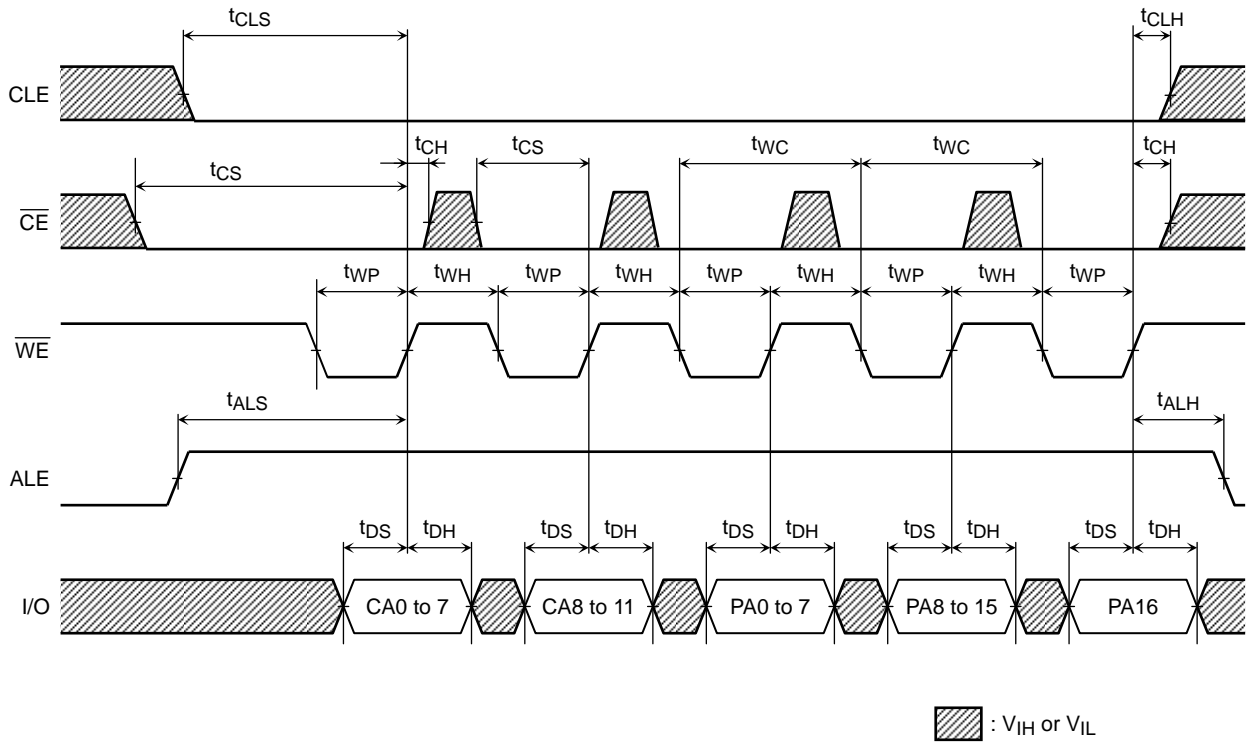 tCLS
tCLH
CLE
tCH
tCS
tWC
tWC
tCH
tCS
CE
tWP
tWH
tWP
tWH
tWP
tWH
tWP
tWH
tWP
WE
tALS
tALH
ALE
tDS
tDH
tDS
tDH
tDS
tDH
tDS
tDH
tDS
tDH
I/O
CA0 to 7
CA8 to 11
PA0 to 7
PA8 to 15
PA16
: VIH or VIL